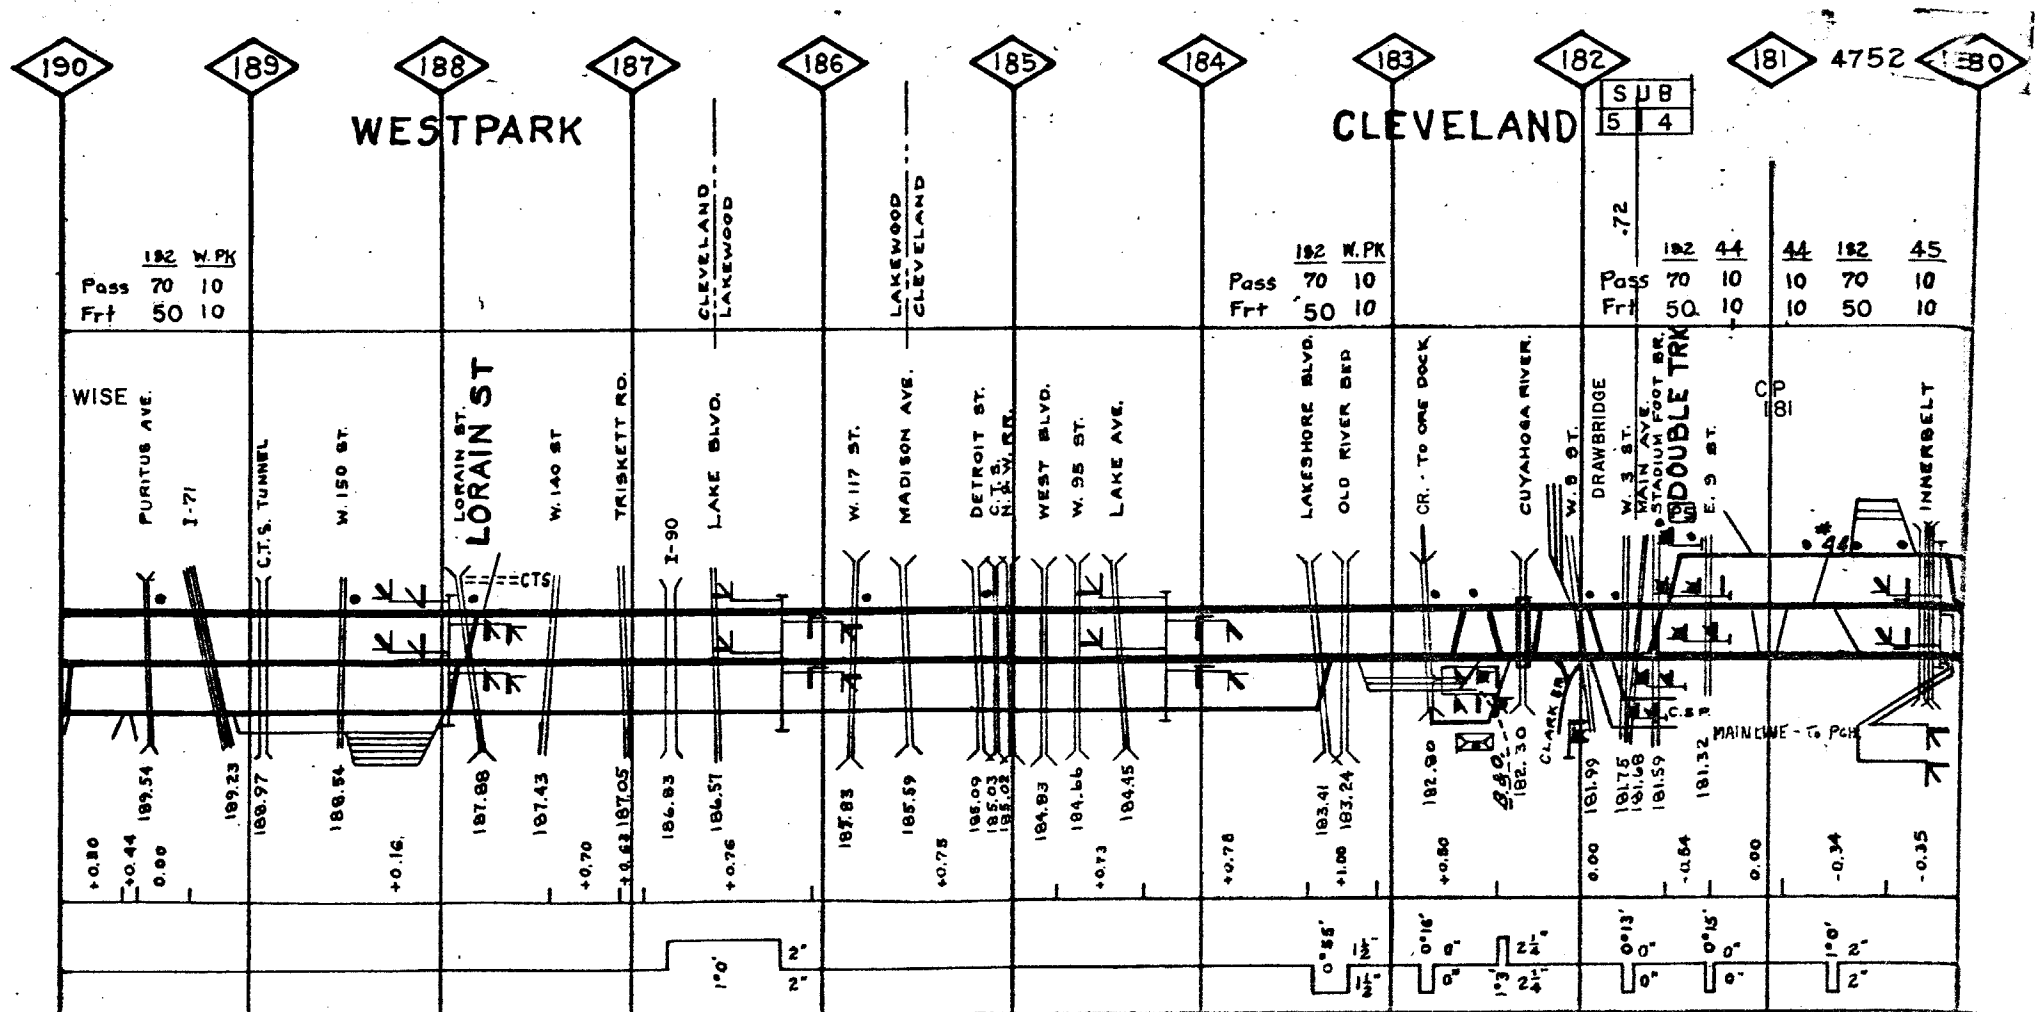 190 189 188 187 186 185 184 183 182 181 4752 180
WESTPARK
CLEVELAND
SUB
5 4
CLEVELAND
LAKEWOOD
LAKEWOOD
CLEVELAND
.72
182 W.PK
Pass 70 10
Frt 50 10
182 W.PK
Pass 70 10
Frt 50 10
182 44 44 182 45
Pass 70 10 10 70 10
Frt 50 10 10 50 10
WISE
PURITUS AVE.
I-71
C.T.S. TUNNEL
W. 150 ST.
LORAIN ST.
LORAIN ST
W. 140 ST
TRISKETT RD.
I-90
LAKE BLVD.
W. 117 ST.
MADISON AVE.
DETROIT ST.
C.T.S.
N.& W. RR.
WEST BLVD.
W. 95 ST.
LAKE AVE.
LAKESHORE BLVD.
OLD RIVER BED
CR. - TO ORE DOCK
CUYAHOGA RIVER.
W. 9 ST.
DRAWBRIDGE
W. 3 ST.
MAIN AVE.
STADIUM FOOT BR.
DOUBLE TRK
E. 9 ST.
CP
181
INNERBELT
====CTS
#44
CLARK BR
B.&O.
C.S.
MAINLINE - To PGH
189.54
189.23
188.97
188.54
187.88
187.43
187.05
186.83
186.57
185.83
185.59
185.09
185.03
185.02
184.83
184.66
184.45
183.41
183.24
182.80
182.30
181.99
181.75
181.68
181.59
181.32
+0.30
+0.44
0.00
+0.16
+0.70
+0.63
+0.76
+0.75
+0.73
+0.78
+1.00
+0.50
0.00
-0.54
0.00
-0.34
-0.35
1°0'
2"
2"
0°55'
1½"
1½"
0°16'
0"
0"
1°3'
2¼"
2¼"
0°13'
0"
0"
0°15'
0"
0"
1°0'
2"
2"